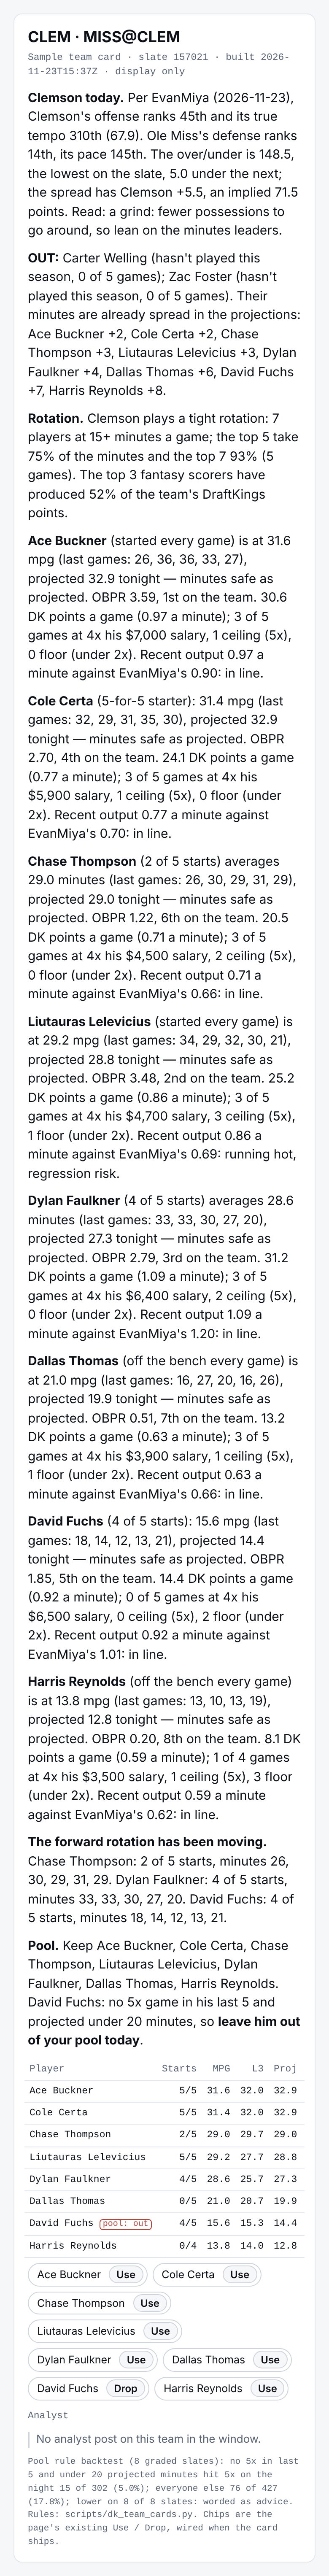 CLEM · MISS@CLEM
Sample team card · slate 157021 · built 2026-
11-23T15:37Z · display only
Clemson today. Per EvanMiya (2026-11-23),
Clemson's offense ranks 45th and its true
tempo 310th (67.9). Ole Miss's defense ranks
14th, its pace 145th. The over/under is 148.5,
the lowest on the slate, 5.0 under the next;
the spread has Clemson +5.5, an implied 71.5
points. Read: a grind: fewer possessions to
go around, so lean on the minutes leaders.
OUT: Carter Welling (hasn't played this
season, 0 of 5 games); Zac Foster (hasn't
played this season, 0 of 5 games). Their
minutes are already spread in the projections:
Ace Buckner +2, Cole Certa +2, Chase
Thompson +3, Liutauras Lelevicius +3, Dylan
Faulkner +4, Dallas Thomas +6, David Fuchs
+7, Harris Reynolds +8.
Rotation. Clemson plays a tight rotation: 7
players at 15+ minutes a game; the top 5 take
75% of the minutes and the top 7 93% (5
games). The top 3 fantasy scorers have
produced 52% of the team's DraftKings
points.
Ace Buckner (started every game) is at 31.6
mpg (last games: 26, 36, 36, 33, 27),
projected 32.9 tonight — minutes safe as
projected. OBPR 3.59, 1st on the team. 30.6
DK points a game (0.97 a minute); 3 of 5
games at 4x his $7,000 salary, 1 ceiling (5x),
0 floor (under 2x). Recent output 0.97 a
minute against EvanMiya's 0.90: in line.
Cole Certa (5-for-5 starter): 31.4 mpg (last
games: 32, 29, 31, 35, 30), projected 32.9
tonight — minutes safe as projected. OBPR
2.70, 4th on the team. 24.1 DK points a game
(0.77 a minute); 3 of 5 games at 4x his
$5,900 salary, 1 ceiling (5x), 0 floor (under
2x). Recent output 0.77 a minute against
EvanMiya's 0.70: in line.
Chase Thompson (2 of 5 starts) averages
29.0 minutes (last games: 26, 30, 29, 31, 29),
projected 29.0 tonight — minutes safe as
projected. OBPR 1.22, 6th on the team. 20.5
DK points a game (0.71 a minute); 3 of 5
games at 4x his $4,500 salary, 2 ceiling (5x),
0 floor (under 2x). Recent output 0.71 a
minute against EvanMiya's 0.66: in line.
Liutauras Lelevicius (started every game) is
at 29.2 mpg (last games: 34, 29, 32, 30, 21),
projected 28.8 tonight — minutes safe as
projected. OBPR 3.48, 2nd on the team. 25.2
DK points a game (0.86 a minute); 3 of 5
games at 4x his $4,700 salary, 3 ceiling (5x),
1 floor (under 2x). Recent output 0.86 a
minute against EvanMiya's 0.69: running hot,
regression risk.
Dylan Faulkner (4 of 5 starts) averages 28.6
minutes (last games: 33, 33, 30, 27, 20),
projected 27.3 tonight — minutes safe as
projected. OBPR 2.79, 3rd on the team. 31.2
DK points a game (1.09 a minute); 3 of 5
games at 4x his $6,400 salary, 2 ceiling (5x),
0 floor (under 2x). Recent output 1.09 a
minute against EvanMiya's 1.20: in line.
Dallas Thomas (off the bench every game) is
at 21.0 mpg (last games: 16, 27, 20, 16, 26),
projected 19.9 tonight — minutes safe as
projected. OBPR 0.51, 7th on the team. 13.2
DK points a game (0.63 a minute); 3 of 5
games at 4x his $3,900 salary, 1 ceiling (5x),
1 floor (under 2x). Recent output 0.63 a
minute against EvanMiya's 0.66: in line.
David Fuchs (4 of 5 starts): 15.6 mpg (last
games: 18, 14, 12, 13, 21), projected 14.4
tonight — minutes safe as projected. OBPR
1.85, 5th on the team. 14.4 DK points a game
(0.92 a minute); 0 of 5 games at 4x his
$6,500 salary, 0 ceiling (5x), 2 floor (under
2x). Recent output 0.92 a minute against
EvanMiya's 1.01: in line.
Harris Reynolds (off the bench every game)
is at 13.8 mpg (last games: 13, 10, 13, 19),
projected 12.8 tonight — minutes safe as
projected. OBPR 0.20, 8th on the team. 8.1 DK
points a game (0.59 a minute); 1 of 4 games
at 4x his $3,500 salary, 1 ceiling (5x), 3 floor
(under 2x). Recent output 0.59 a minute
against EvanMiya's 0.62: in line.
The forward rotation has been moving.
Chase Thompson: 2 of 5 starts, minutes 26,
30, 29, 31, 29. Dylan Faulkner: 4 of 5 starts,
minutes 33, 33, 30, 27, 20. David Fuchs: 4 of
5 starts, minutes 18, 14, 12, 13, 21.
Pool. Keep Ace Buckner, Cole Certa, Chase
Thompson, Liutauras Lelevicius, Dylan
Faulkner, Dallas Thomas, Harris Reynolds.
David Fuchs: no 5x game in his last 5 and
projected under 20 minutes, so leave him out
of your pool today.
Player Starts MPG L3 Proj
Ace Buckner 5/5 31.6 32.0 32.9
Cole Certa 5/5 31.4 32.0 32.9
Chase Thompson 2/5 29.0 29.7 29.0
Liutauras Lelevicius 5/5 29.2 27.7 28.8
Dylan Faulkner 4/5 28.6 25.7 27.3
Dallas Thomas 0/5 21.0 20.7 19.9
David Fuchs pool: out 4/5 15.6 15.3 14.4
Harris Reynolds 0/4 13.8 14.0 12.8
Ace Buckner Use Cole Certa Use
Chase Thompson Use
Liutauras Lelevicius Use
Dylan Faulkner Use Dallas Thomas Use
David Fuchs Drop Harris Reynolds Use
Analyst
No analyst post on this team in the window.
Pool rule backtest (8 graded slates): no 5x in last
5 and under 20 projected minutes hit 5x on the
night 15 of 302 (5.0%); everyone else 76 of 427
(17.8%); lower on 8 of 8 slates: worded as advice.
Rules: scripts/dk_team_cards.py. Chips are the
page's existing Use / Drop, wired when the card
ships.